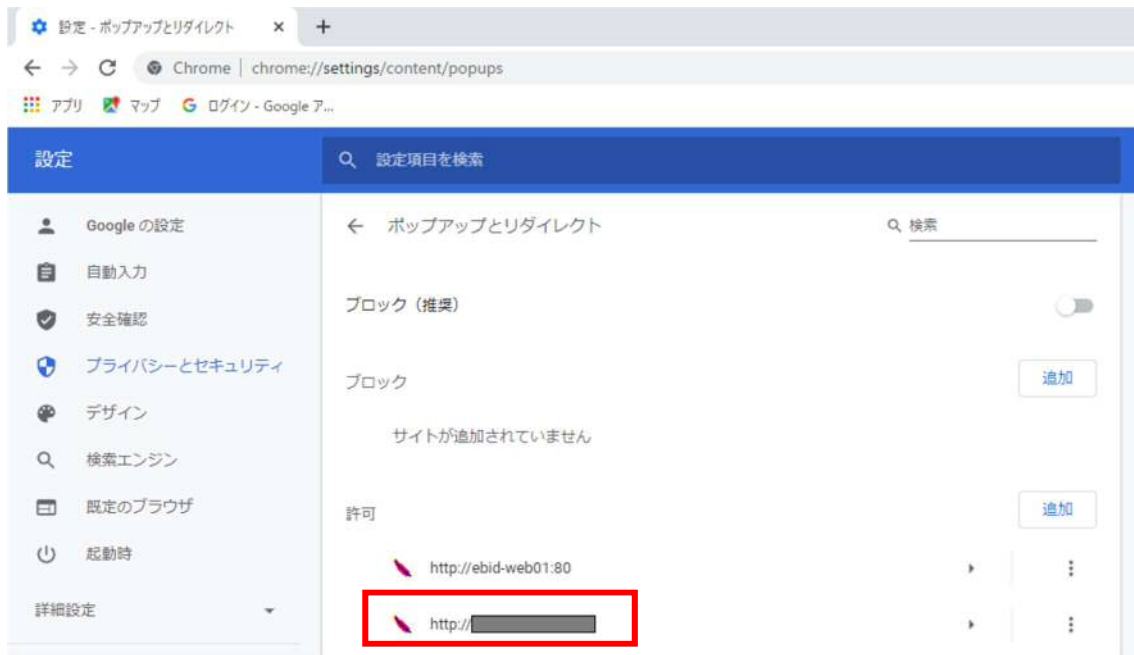 設定 - ポップアップとリダイレクト
Chrome | chrome://settings/content/popups
アプリ マップ ログイン - Google ア...
設定
設定項目を検索
Google の設定
自動入力
安全確認
プライバシーとセキュリティ
デザイン
検索エンジン
既定のブラウザ
起動時
詳細設定
ポップアップとリダイレクト
検索
ブロック（推奨）
ブロック
追加
サイトが追加されていません
許可
追加
http://ebid-web01:80
http://